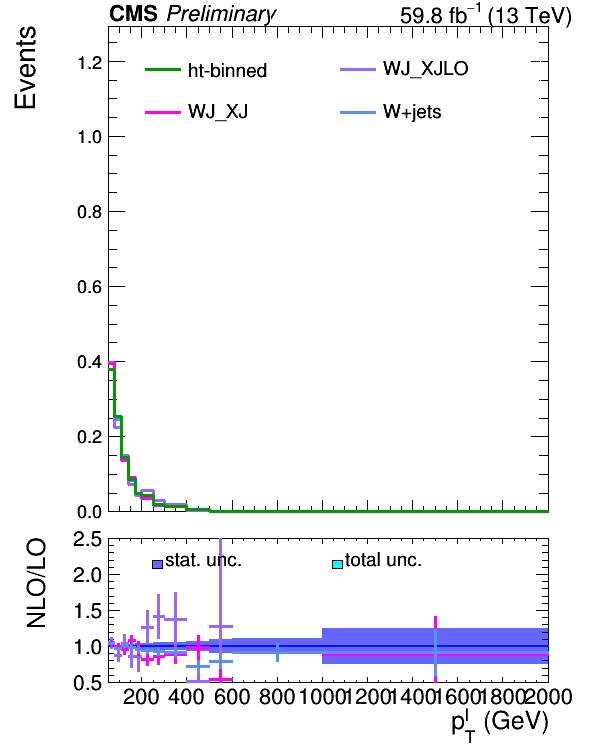 CMS Preliminary 59.8 fb⁻¹ (13 TeV)
Events
1.2
1.0
0.8
0.6
0.4
0.2
0.0
ht-binned WJ_XJLO
WJ_XJ W+jets
NLO/LO
2.5
2.0
1.5
1.0
0.5
stat. unc. total unc.
200 400 600 800 1000 1200 1400 1600 1800 2000
p_T^l (GeV)